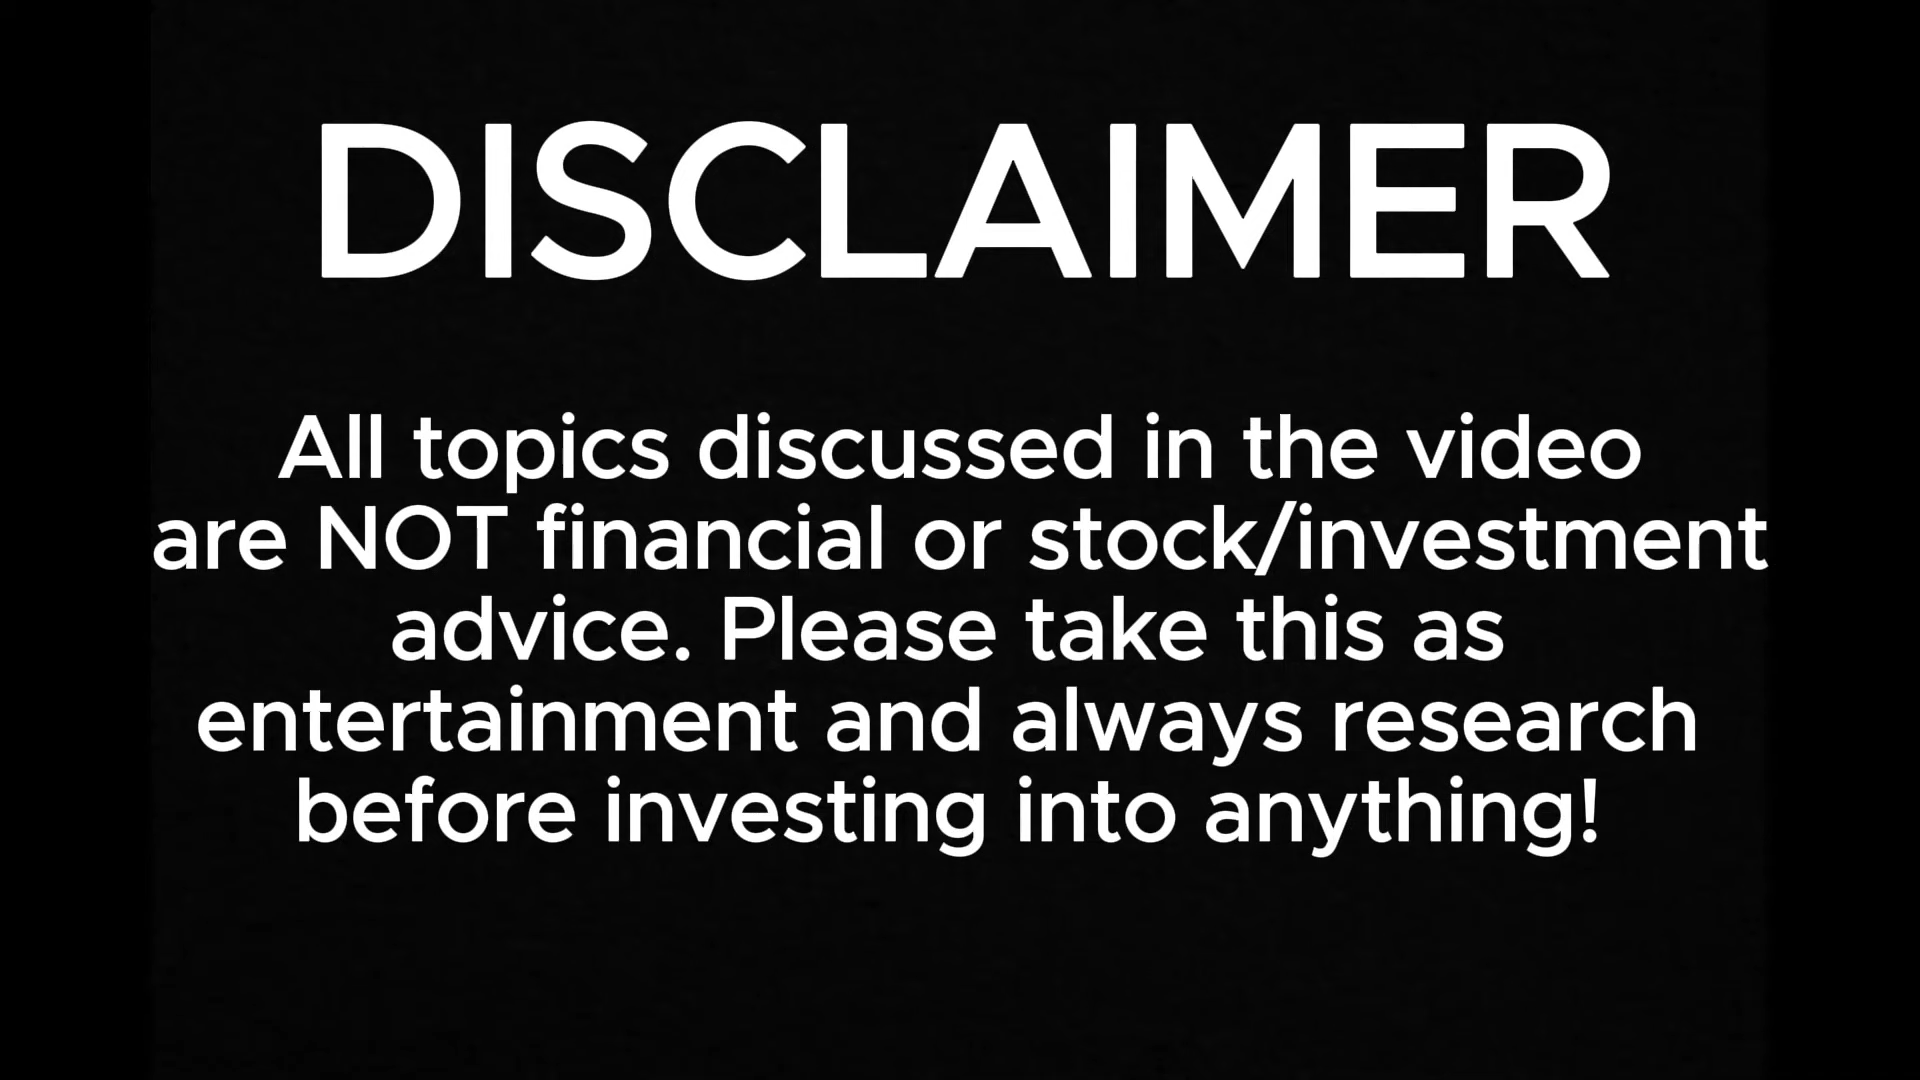 DISCLAIMER
All topics discussed in the video
are NOT financial or stock/investment
advice. Please take this as
entertainment and always research
before investing into anything!